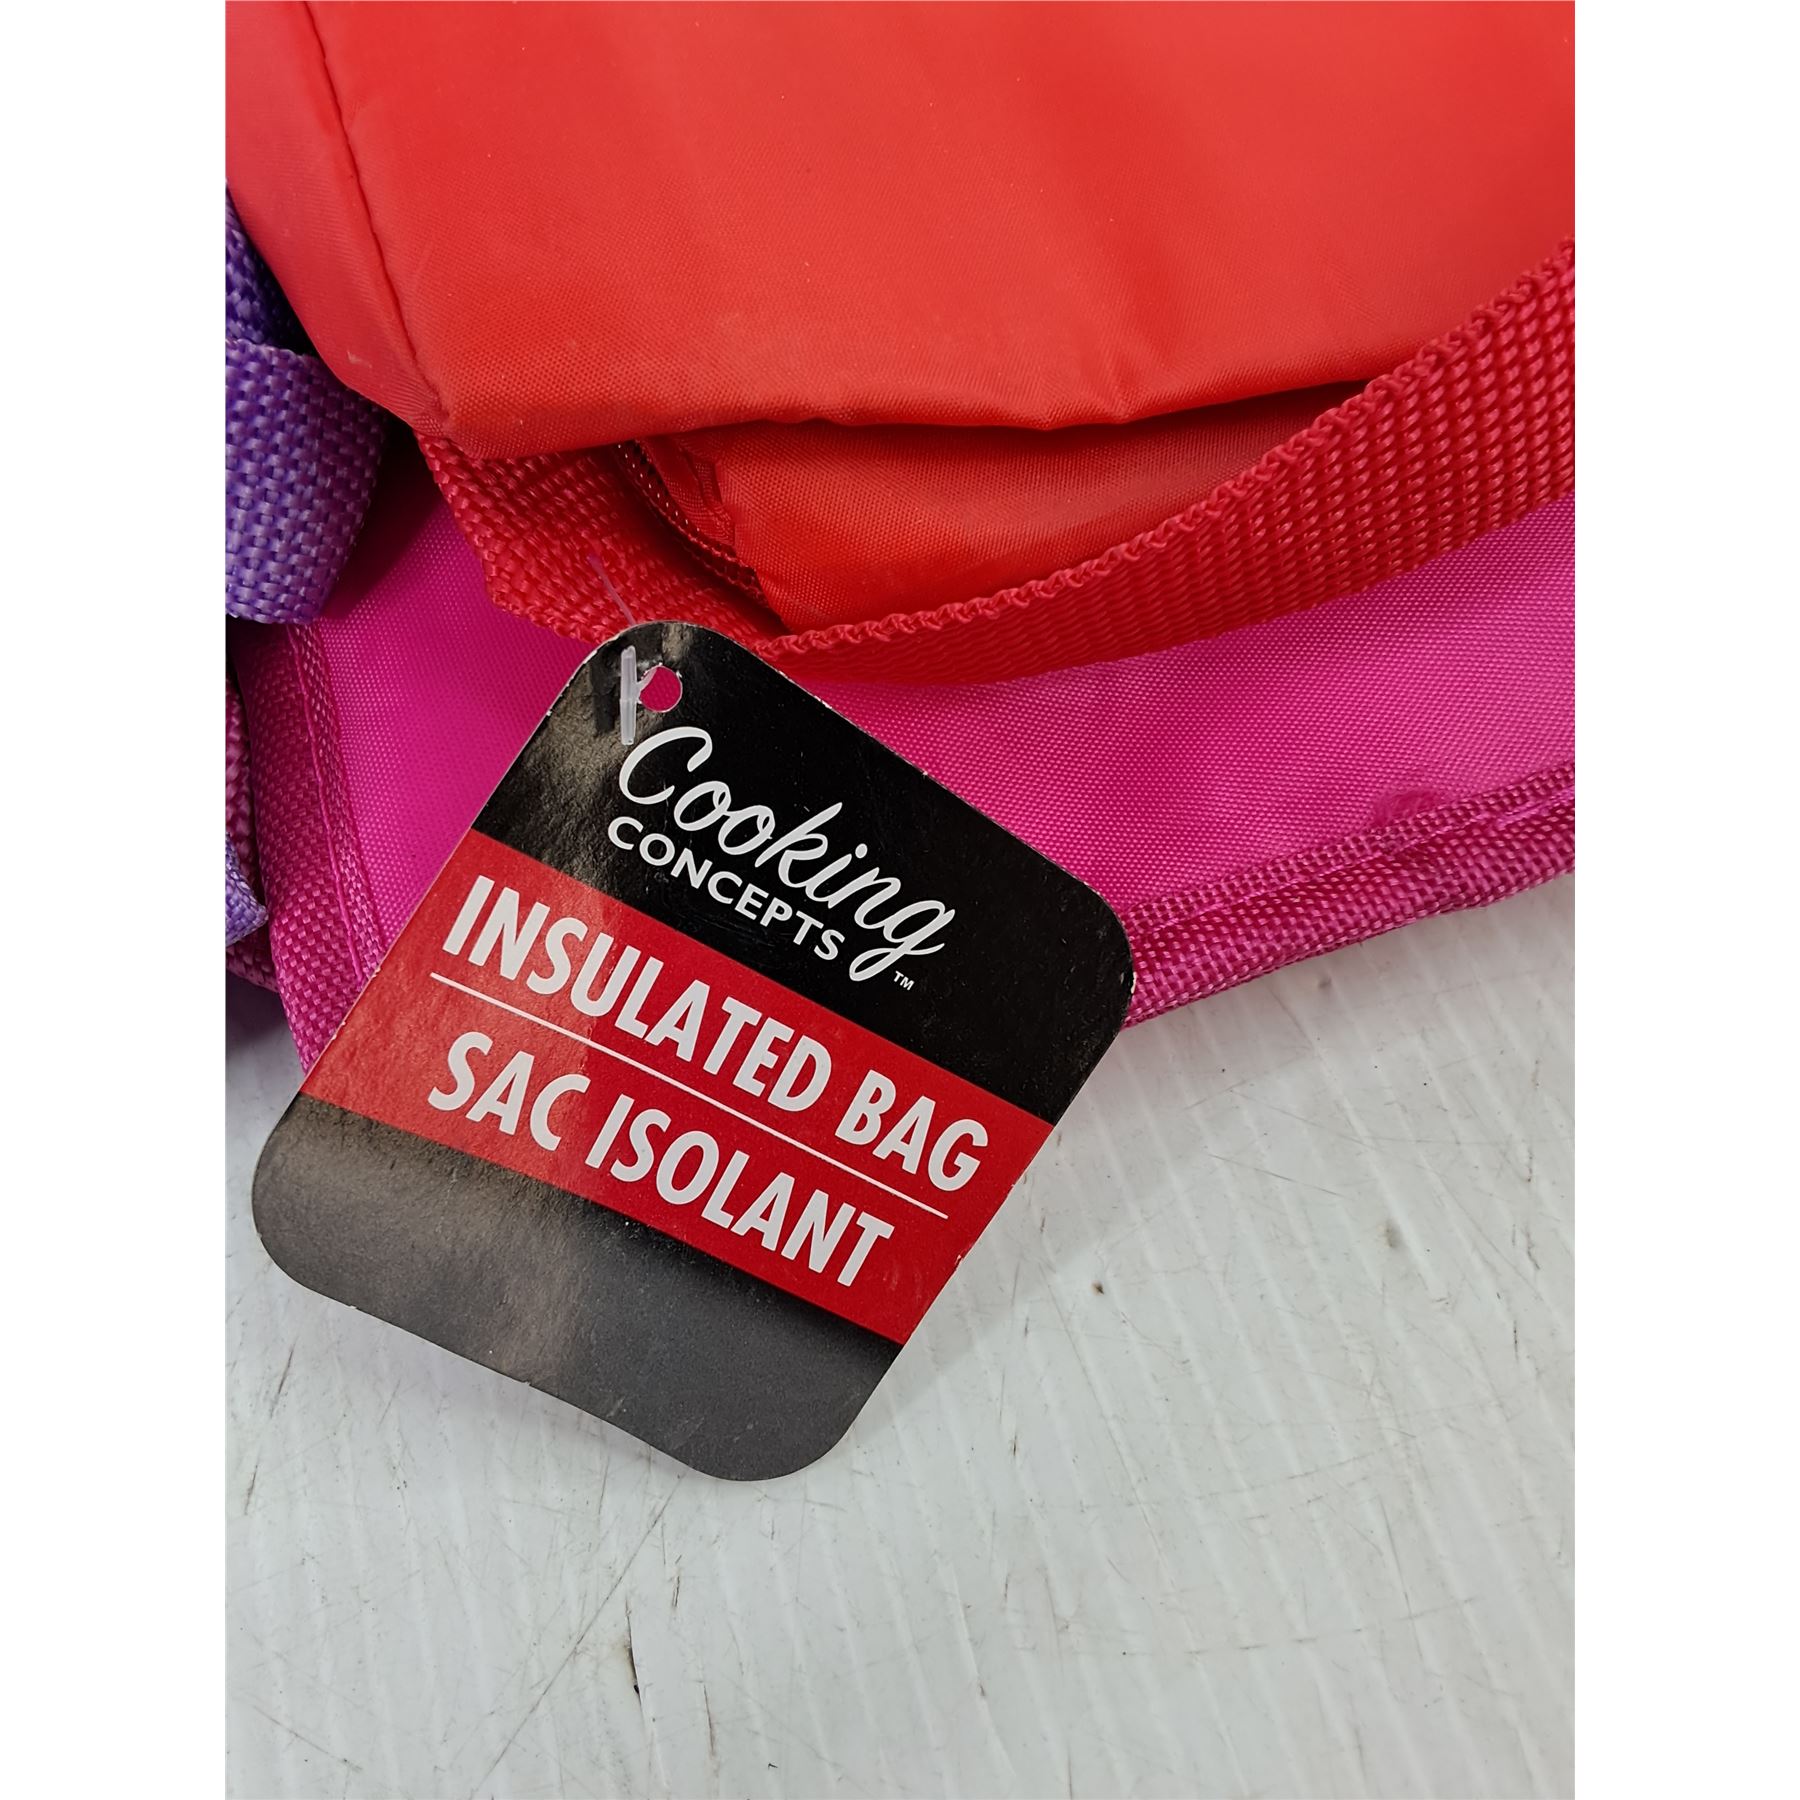 Cooking
CONCEPTS™
INSULATED BAG
SAC ISOLANT